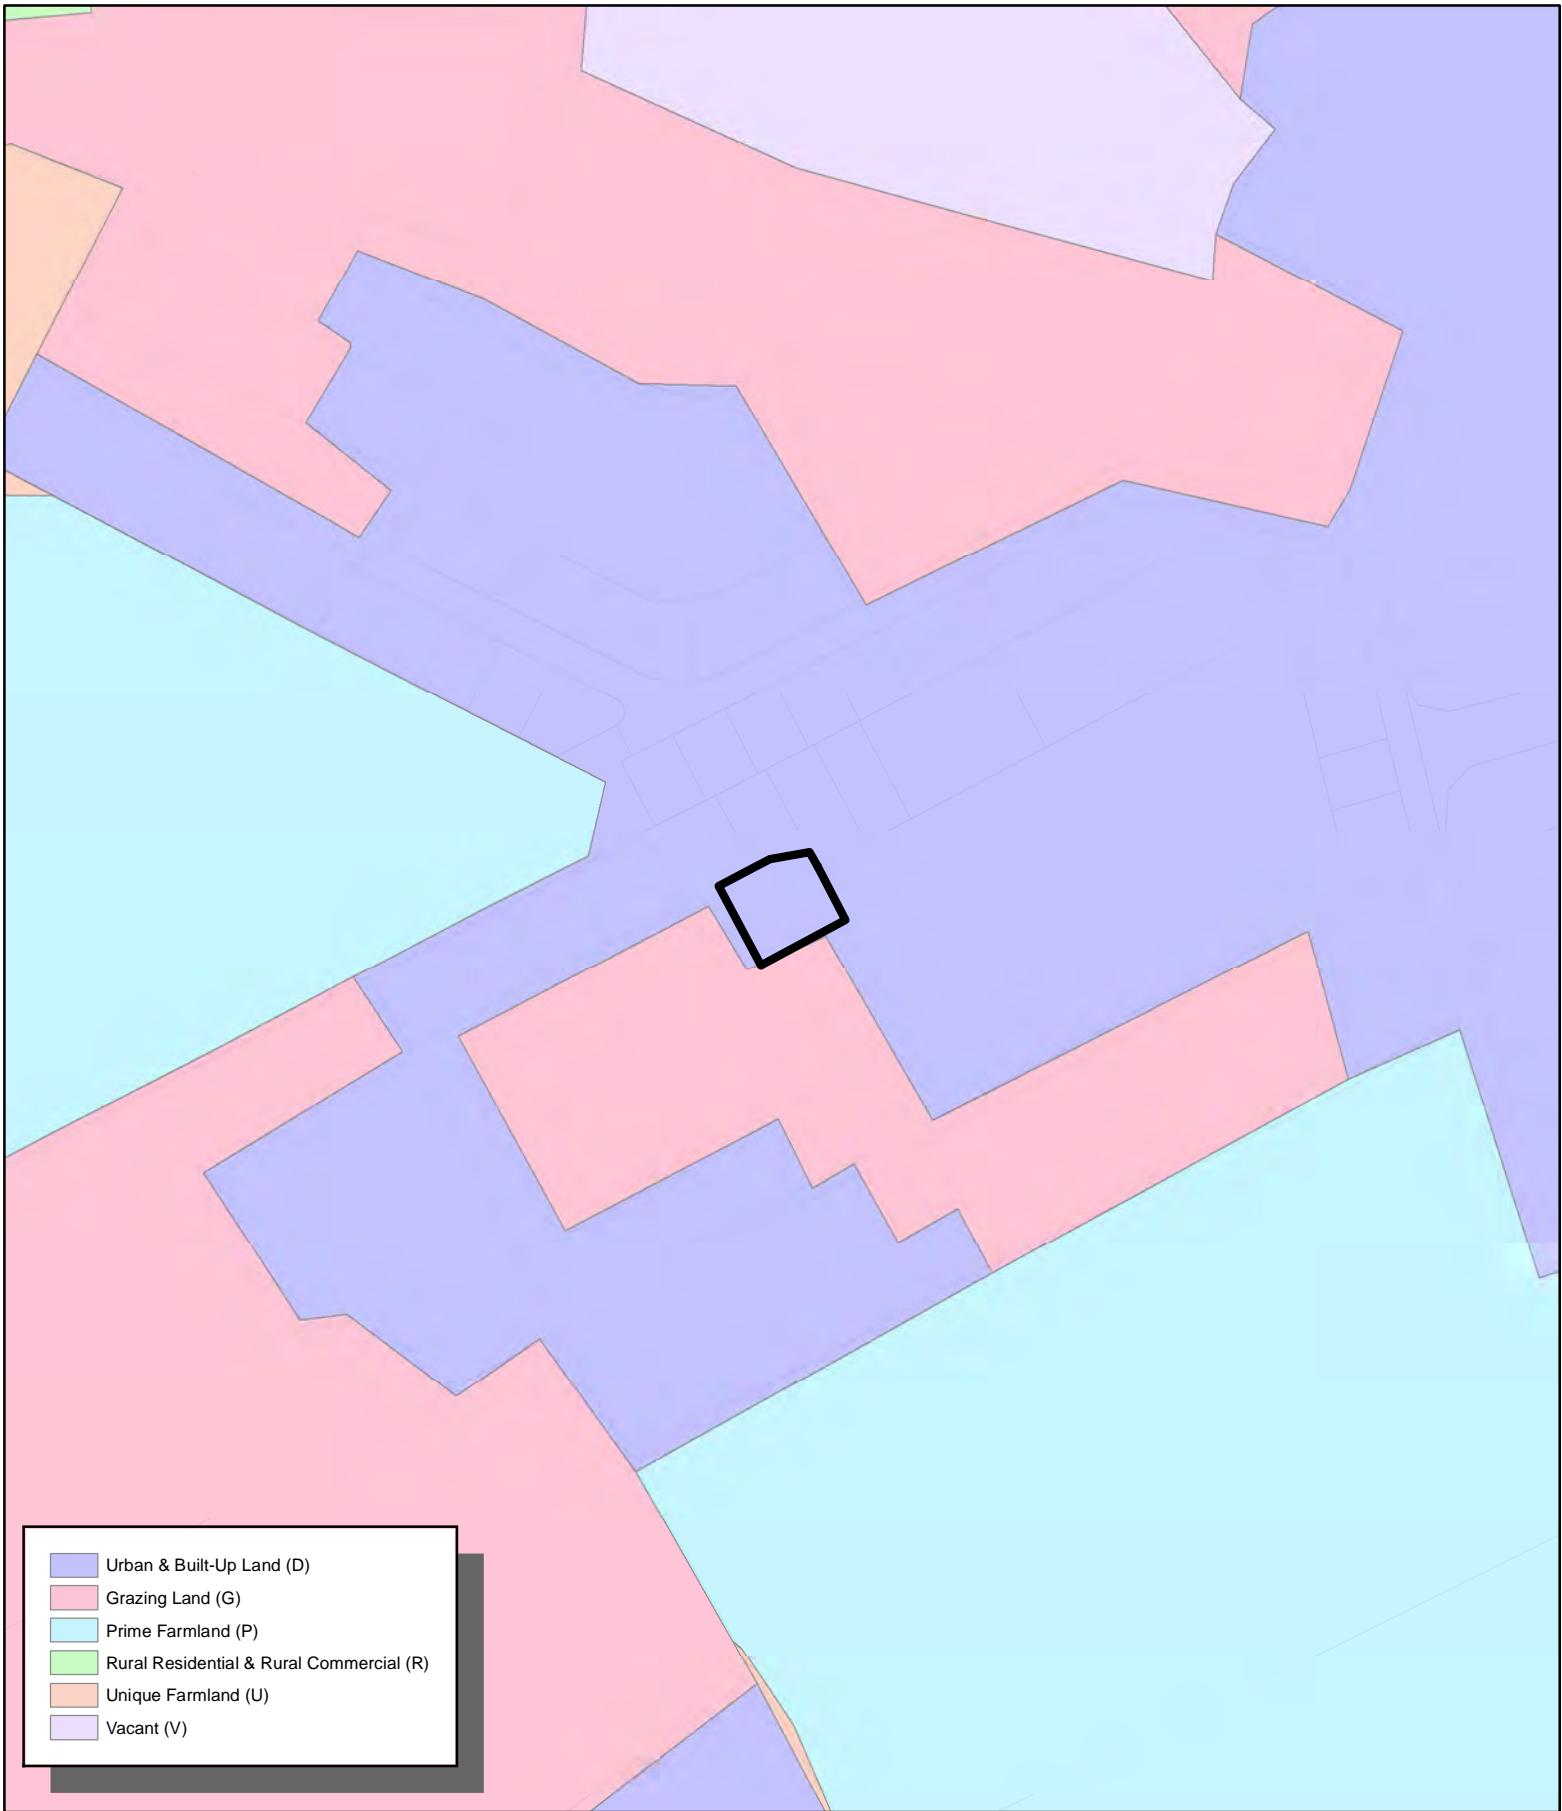 Urban & Built-Up Land (D)
Grazing Land (G)
Prime Farmland (P)
Rural Residential & Rural Commercial (R)
Unique Farmland (U)
Vacant (V)